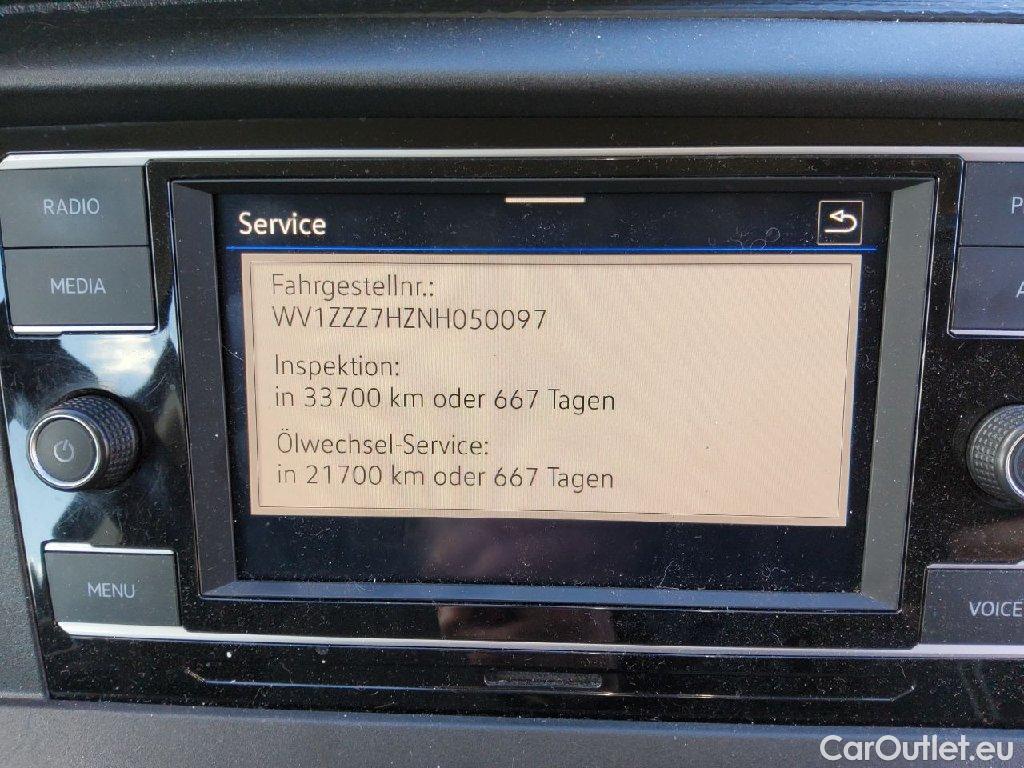 RADIO
MEDIA
MENU
Service
Fahrgestellnr.:
WV1ZZZ7HZNH050097
Inspektion:
in 33700 km oder 667 Tagen
Ölwechsel-Service:
in 21700 km oder 667 Tagen
P
A
VOICE
CarOutlet.eu